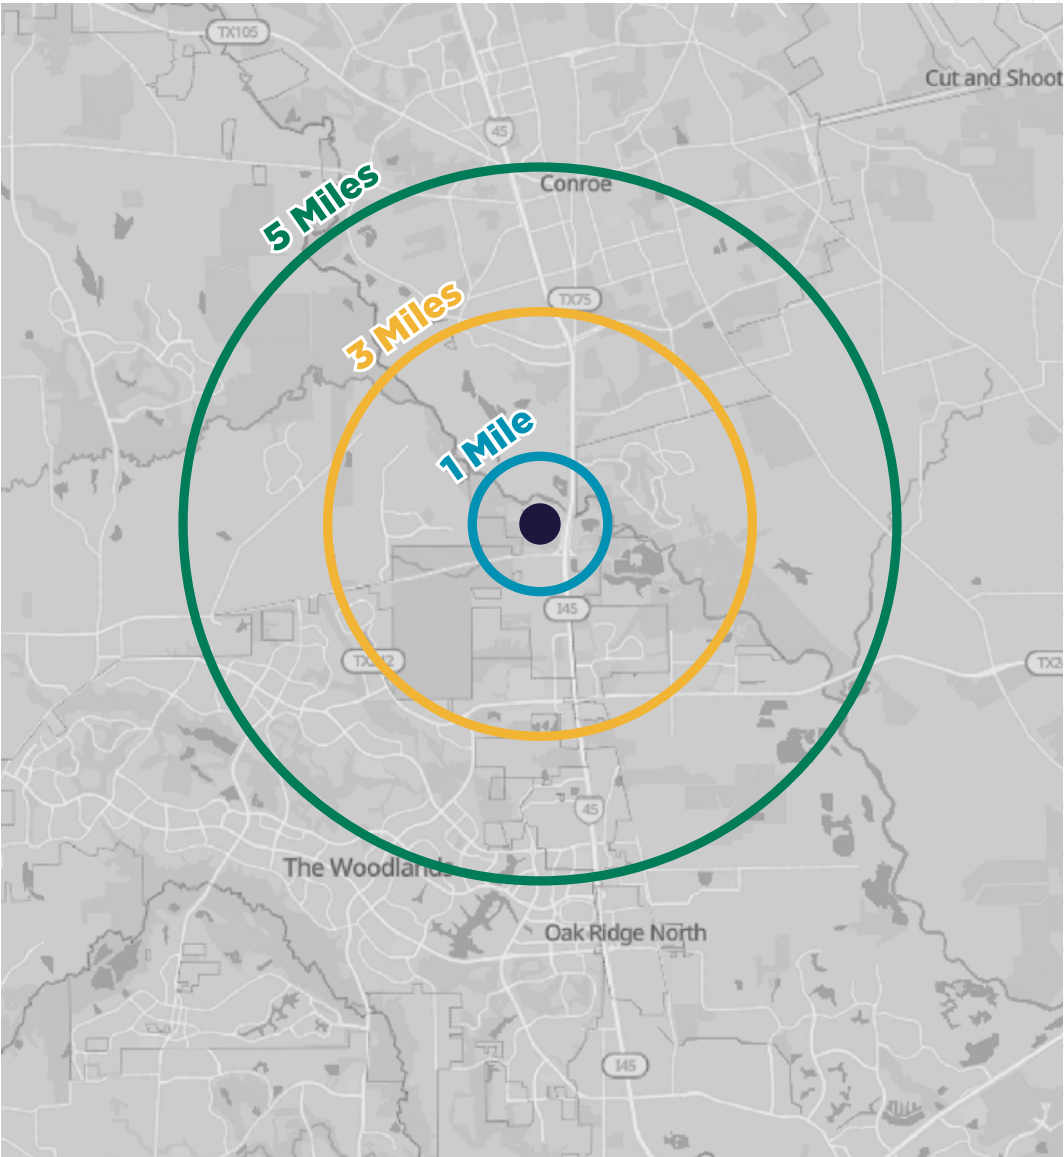 TX105
Cut and Shoot
45
5 Miles
Conroe
3 Miles
TX75
1 Mile
I45
45
The Woodlands
Oak Ridge North
I45